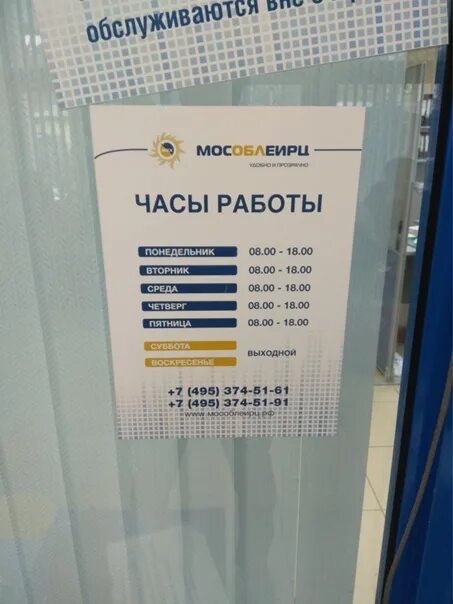 обслуживаются вне
МОСОБЛЕИРЦ
УДОБНО И ПРОЗРАЧНО
ЧАСЫ РАБОТЫ
ПОНЕДЕЛЬНИК 08.00 - 18.00
ВТОРНИК 08.00 - 18.00
СРЕДА 08.00 - 18.00
ЧЕТВЕРГ 08.00 - 18.00
ПЯТНИЦА 08.00 - 18.00
СУББОТА
ВЫХОДНОЙ
ВОСКРЕСЕНЬЕ
+7 (495) 374-51-61
+7 (495) 374-51-91
www.мособлеирц.рф